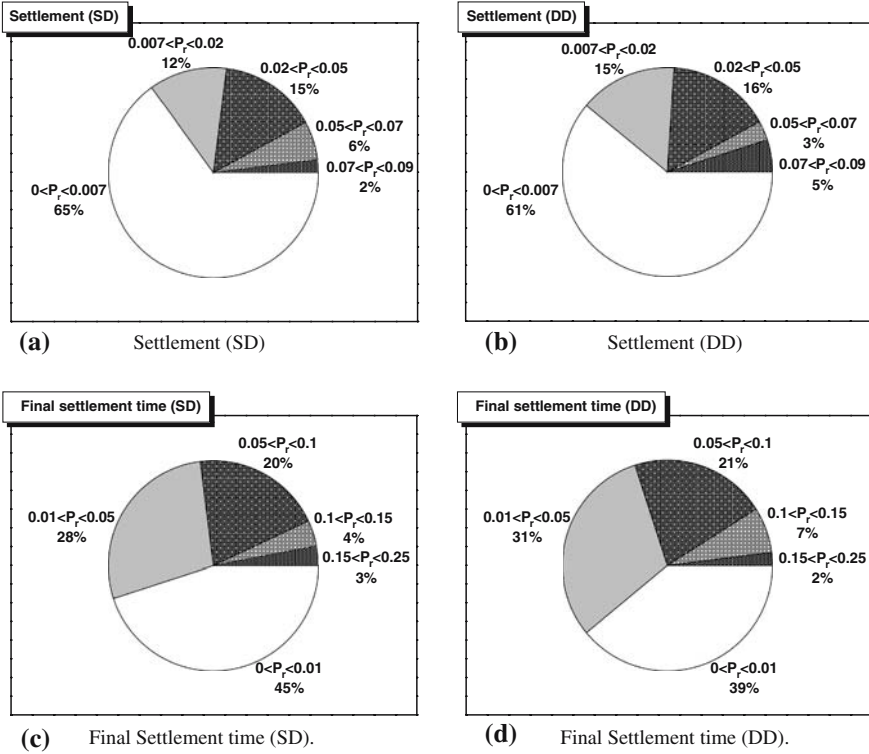 Settlement (SD)
0.007<Pr<0.02
12%
0.02<Pr<0.05
15%
0.05<Pr<0.07
6%
0.07<Pr<0.09
2%
0<Pr<0.007
65%
(a) Settlement (SD)
Settlement (DD)
0.007<Pr<0.02
15%
0.02<Pr<0.05
16%
0.05<Pr<0.07
3%
0.07<Pr<0.09
5%
0<Pr<0.007
61%
(b) Settlement (DD)
Final settlement time (SD)
0.05<Pr<0.1
20%
0.01<Pr<0.05
28%
0.1<Pr<0.15
4%
0.15<Pr<0.25
3%
0<Pr<0.01
45%
(c) Final Settlement time (SD).
Final settlement time (DD)
0.05<Pr<0.1
21%
0.01<Pr<0.05
31%
0.1<Pr<0.15
7%
0.15<Pr<0.25
2%
0<Pr<0.01
39%
(d) Final Settlement time (DD).